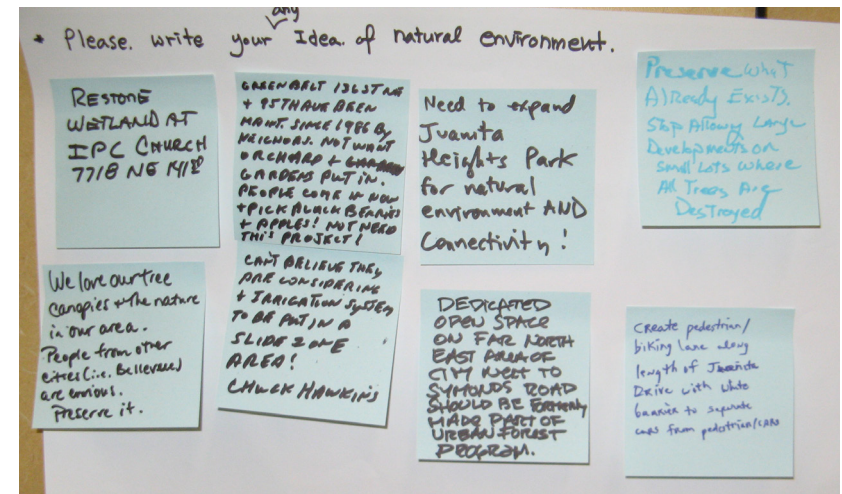 any
* Please. write your Idea. of natural environment.
RESTORE
WETLAND AT
IPC CHURCH
7718 NE 141ST
GREENBELT 136ST NE
+ 95TH HAVE BEEN
MAINT. SINCE 1986 BY
NEIGHORS. NOT WANT
ORCHARD +
GARDENS PUT IN.
PEOPLE COME IN NOW
+ PICK BLACK BERRIES
+ APPLES! NOT NEED
THIS PROJECT!
Need to expand
Juanita
Heights Park
for natural
environment AND
Connectivity!
Preserve What
Already Exists.
Stop Allowing Large
Developments on
Small Lots where
All Trees Are
Destroyed
We love our tree
canopies + the nature
in our area.
People from other
cities (i.e. Bellevue)
are envious.
Preserve it.
CAN'T BELIEVE THEY
ARE CONSIDERING
+ IRRIGATION SYSTEM
TO BE PUT IN A
SLIDE ZONE
AREA!
CHUCK HAWKINS
DEDICATED
OPEN SPACE
ON FAR NORTH
EAST AREA OF
CITY NEXT TO
SYMONDS ROAD
SHOULD BE FORMALLY
MADE PART OF
URBAN FOREST
PROGRAM.
Create pedestrian/
biking lane along
length of Juanita
Drive with white
barrier to separate
cars from pedestrian/cars